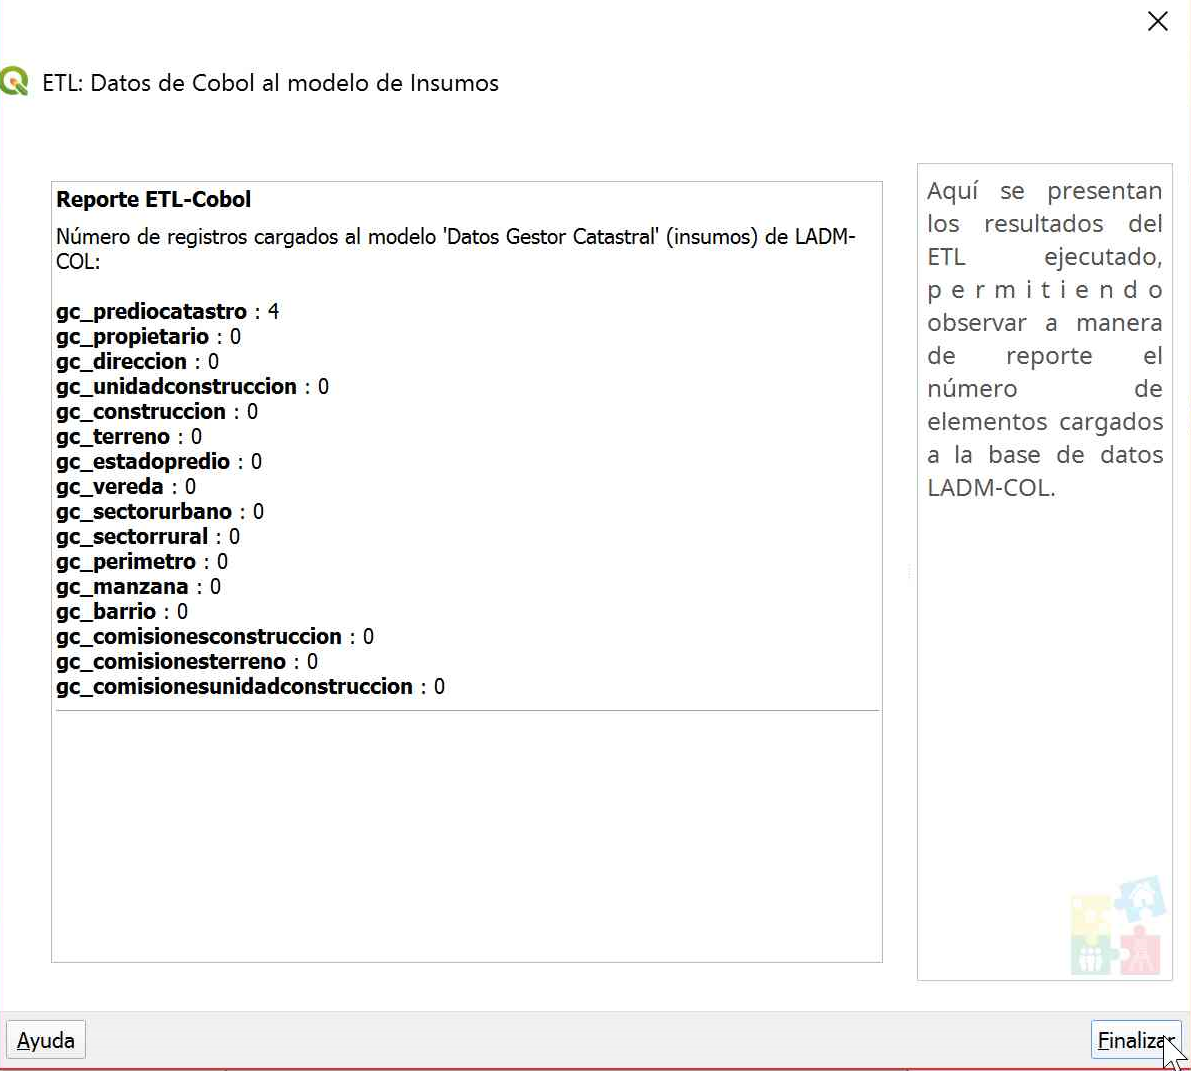 ETL: Datos de Cobol al modelo de Insumos
Reporte ETL-Cobol
Número de registros cargados al modelo 'Datos Gestor Catastral' (insumos) de LADM-
COL:
gc_prediocatastro : 4
gc_propietario : 0
gc_direccion : 0
gc_unidadconstruccion : 0
gc_construccion : 0
gc_terreno : 0
gc_estadopredio : 0
gc_vereda : 0
gc_sectorurbano : 0
gc_sectorrural : 0
gc_perimetro : 0
gc_manzana : 0
gc_barrio : 0
gc_comisionesconstruccion : 0
gc_comisionesterreno : 0
gc_comisionesunidadconstruccion : 0
Aquí se presentan
los resultados del
ETL ejecutado,
permitiendo
observar a manera
de reporte el
número de
elementos cargados
a la base de datos
LADM-COL.
Ayuda
Finalizar